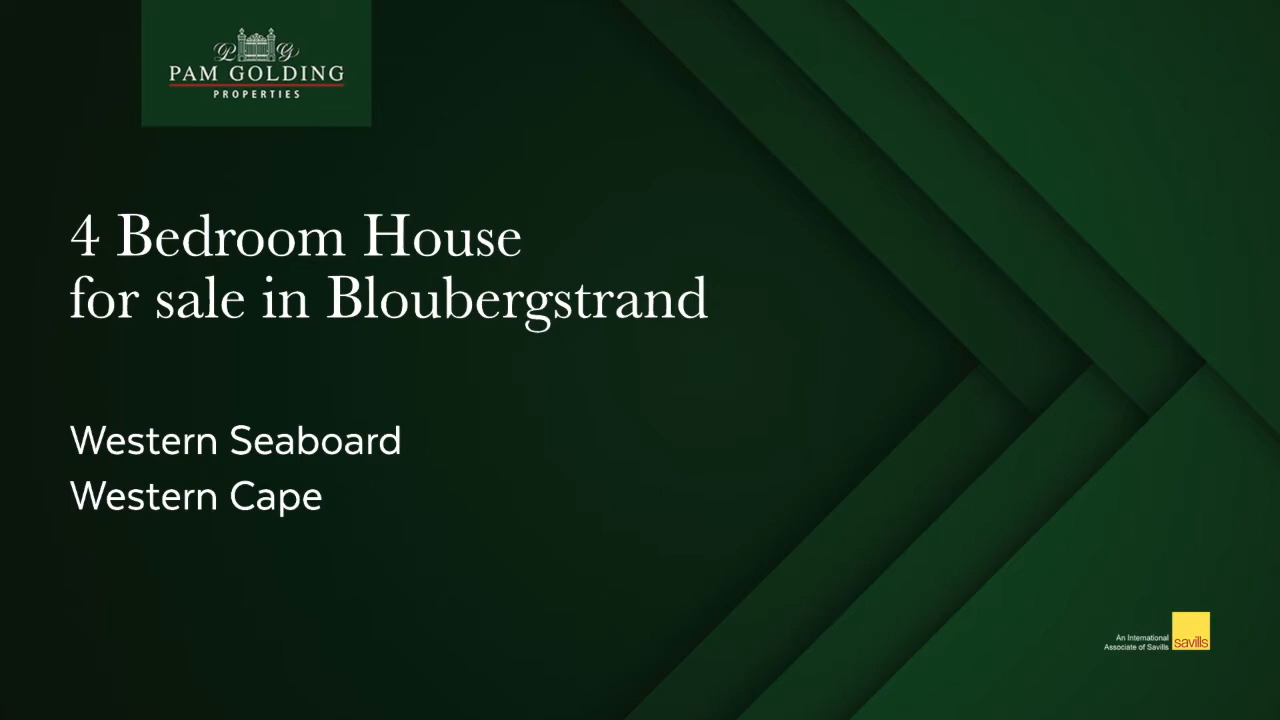 P G
PAM GOLDING
PROPERTIES
4 Bedroom House
for sale in Bloubergstrand
Western Seaboard
Western Cape
An International
Associate of Savills
savills